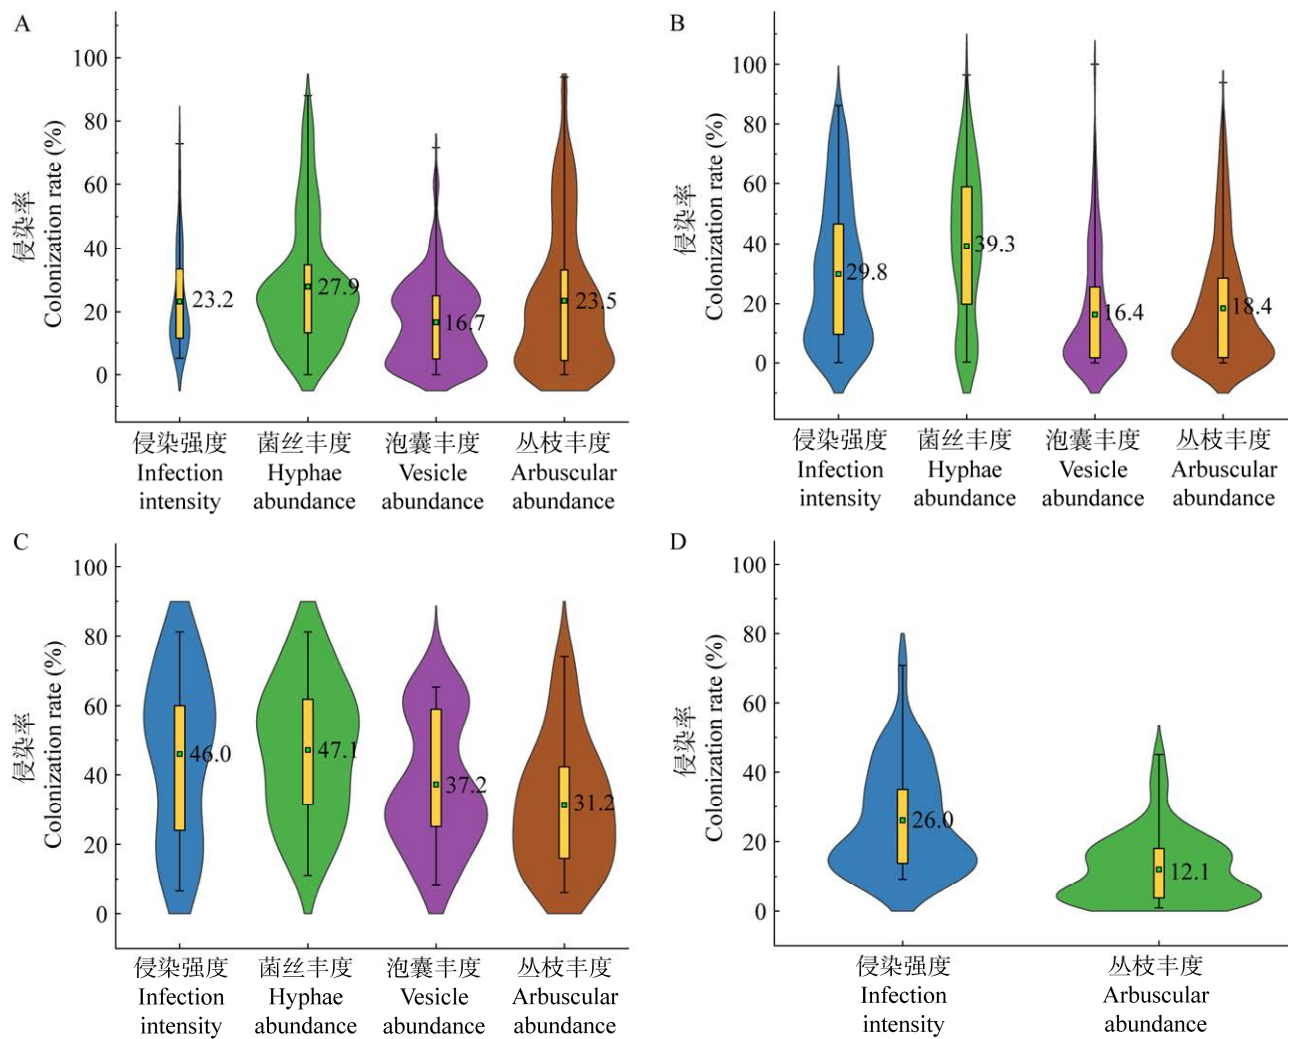 A
侵染率
Colonization rate (%)
100
80
60
40
20
0
23.2
27.9
16.7
23.5
侵染强度
Infection
intensity
菌丝丰度
Hyphae
abundance
泡囊丰度
Vesicle
abundance
丛枝丰度
Arbuscular
abundance
B
侵染率
Colonization rate (%)
100
80
60
40
20
0
29.8
39.3
16.4
18.4
侵染强度
Infection
intensity
菌丝丰度
Hyphae
abundance
泡囊丰度
Vesicle
abundance
丛枝丰度
Arbuscular
abundance
C
侵染率
Colonization rate (%)
100
80
60
40
20
0
46.0
47.1
37.2
31.2
侵染强度
Infection
intensity
菌丝丰度
Hyphae
abundance
泡囊丰度
Vesicle
abundance
丛枝丰度
Arbuscular
abundance
D
侵染率
Colonization rate (%)
100
80
60
40
20
0
26.0
12.1
侵染强度
Infection
intensity
丛枝丰度
Arbuscular
abundance